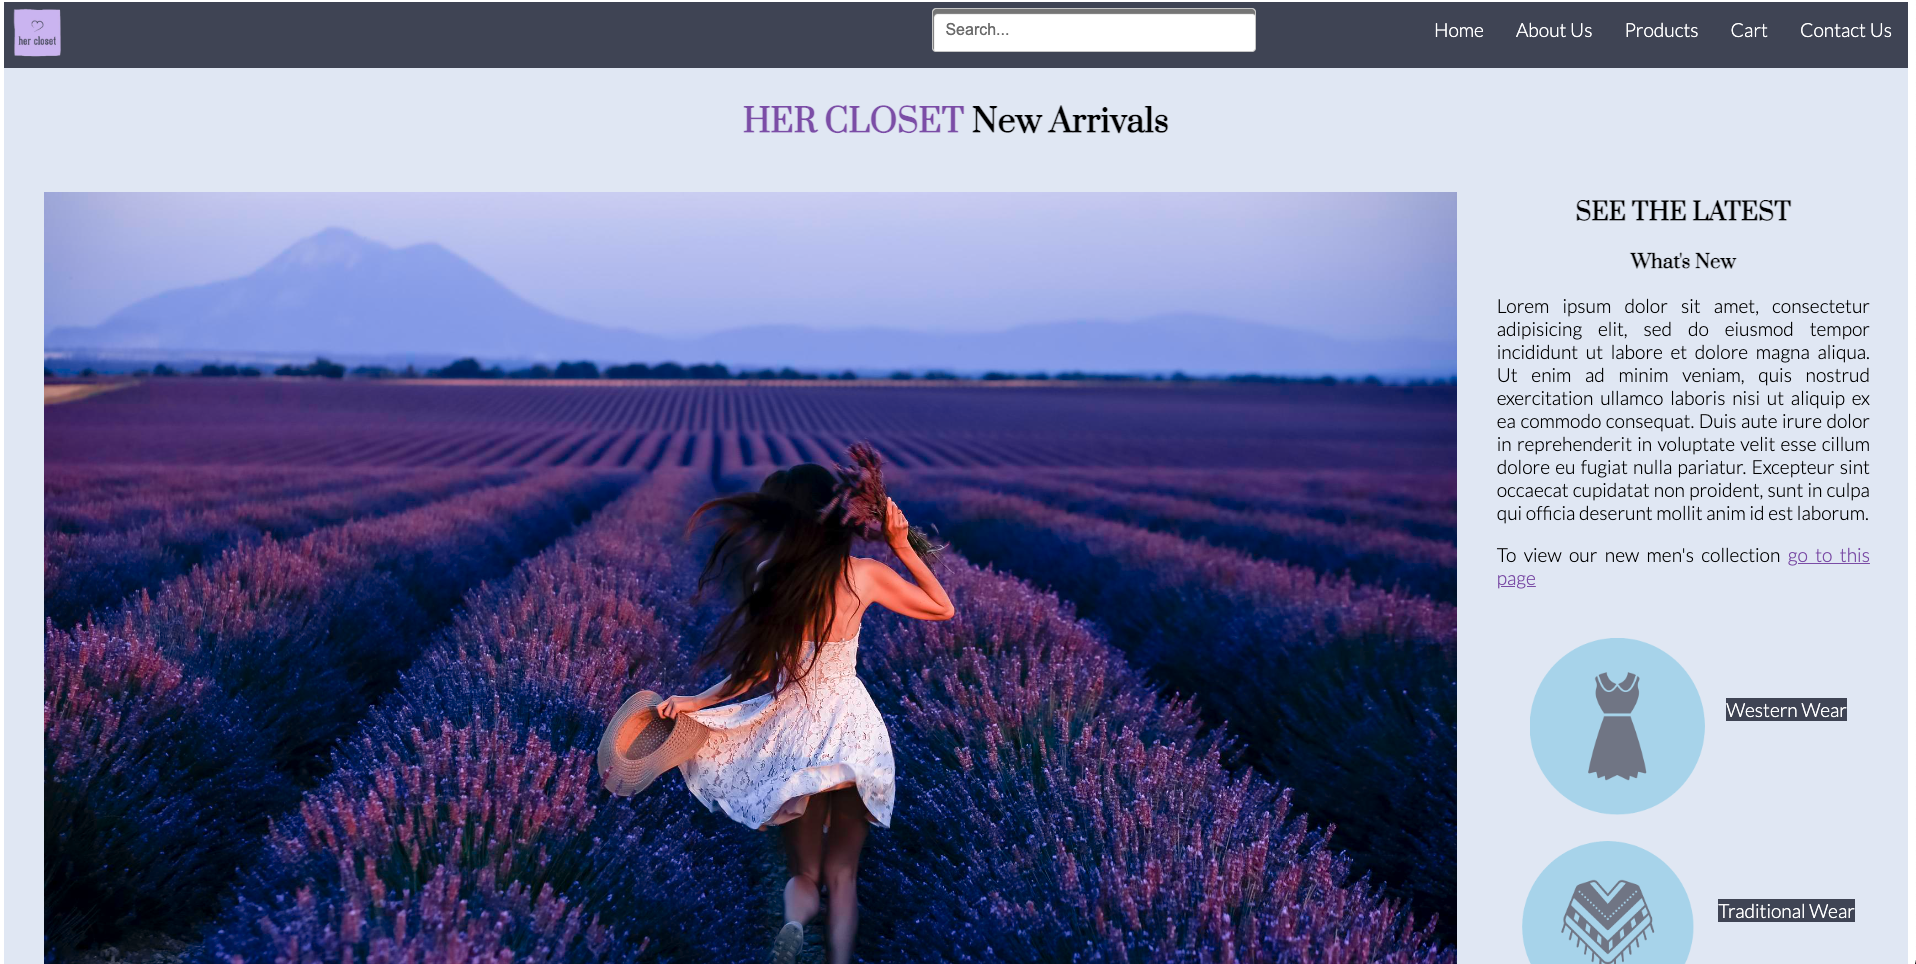 her closet
Search...
Home
About Us
Products
Cart
Contact Us
HER CLOSET New Arrivals
SEE THE LATEST
What's New
Lorem ipsum dolor sit amet, consectetur
adipisicing elit, sed do eiusmod tempor
incididunt ut labore et dolore magna aliqua.
Ut enim ad minim veniam, quis nostrud
exercitation ullamco laboris nisi ut aliquip ex
ea commodo consequat. Duis aute irure dolor
in reprehenderit in voluptate velit esse cillum
dolore eu fugiat nulla pariatur. Excepteur sint
occaecat cupidatat non proident, sunt in culpa
qui officia deserunt mollit anim id est laborum.
To view our new men's collection go to this
page
Western Wear
Traditional Wear